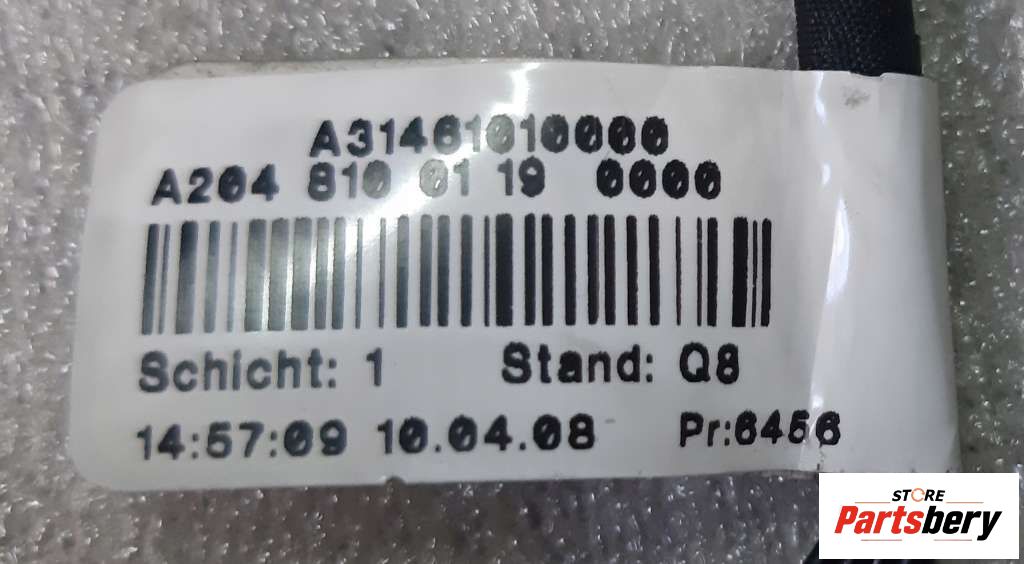 A31461010000
A204 810 01 19 0000
Schicht: 1 Stand: Q8
14:57:09 10.04.08 Pr:6456
STORE
Partsbery